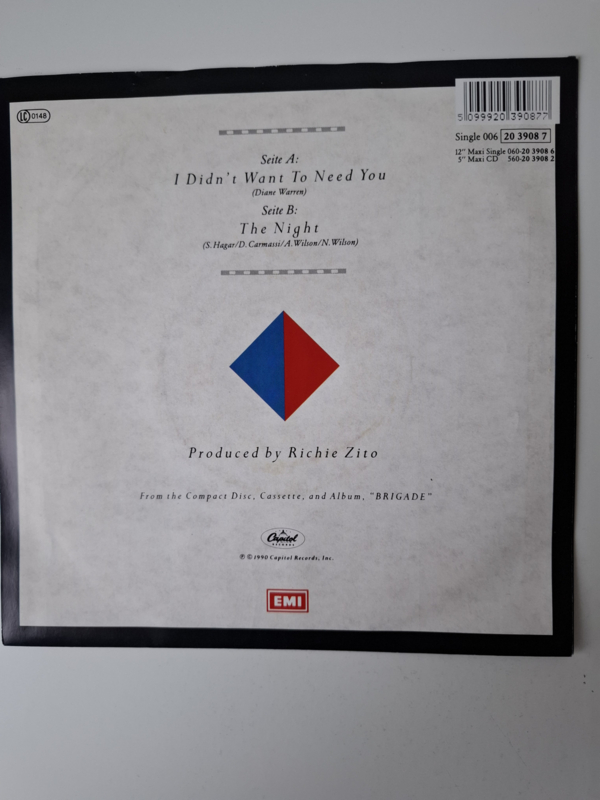 LC 0148
5 099920 390877
Single 006 20 3908 7
12" Maxi Single 060-20 3908 6
5" Maxi CD 560-20 3908 2
Seite A:
I Didn't Want To Need You
(Diane Warren)
Seite B:
The Night
(S. Hagar/D. Carmassi/A. Wilson/N. Wilson)
Produced by Richie Zito
From the Compact Disc, Cassette, and Album, "BRIGADE"
Capitol
RECORDS
℗ © 1990 Capitol Records, Inc.
EMI